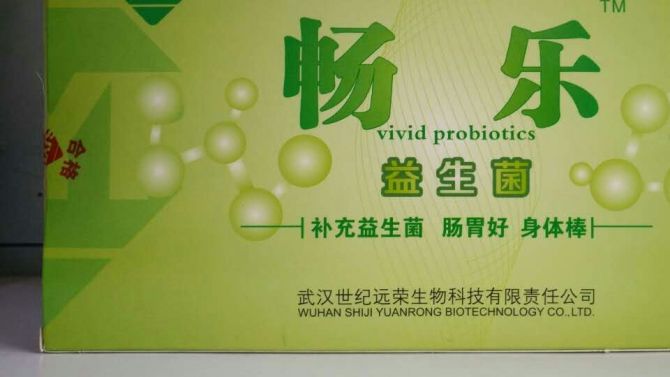 畅乐
TM
vivid probiotics
益生菌
补充益生菌 肠胃好 身体棒
武汉世纪远荣生物科技有限责任公司
WUHAN SHIJI YUANRONG BIOTECHNOLOGY CO.,LTD.
合格